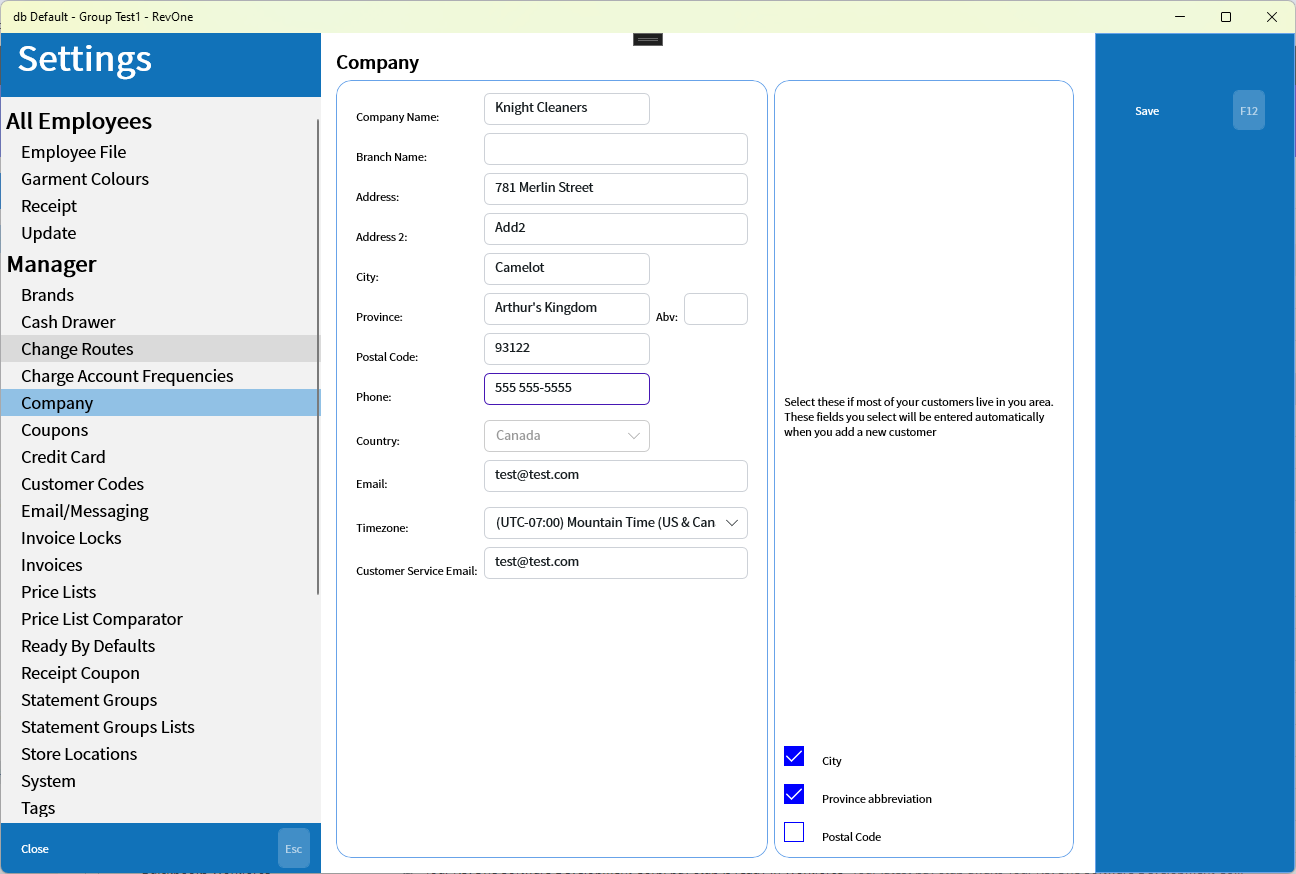 db Default - Group Test1 - RevOne
Settings
All Employees
Employee File
Garment Colours
Receipt
Update
Manager
Brands
Cash Drawer
Change Routes
Charge Account Frequencies
Company
Coupons
Credit Card
Customer Codes
Email/Messaging
Invoice Locks
Invoices
Price Lists
Price List Comparator
Ready By Defaults
Receipt Coupon
Statement Groups
Statement Groups Lists
Store Locations
System
Tags
Close Esc
Company
Company Name: Knight Cleaners
Branch Name:
Address: 781 Merlin Street
Address 2: Add2
City: Camelot
Province: Arthur's Kingdom Abv:
Postal Code: 93122
Phone: 555 555-5555
Country: Canada
Email: test@test.com
Timezone: (UTC-07:00) Mountain Time (US & Can
Customer Service Email: test@test.com
Select these if most of your customers live in you area.
These fields you select will be entered automatically
when you add a new customer
City
Province abbreviation
Postal Code
Save F12